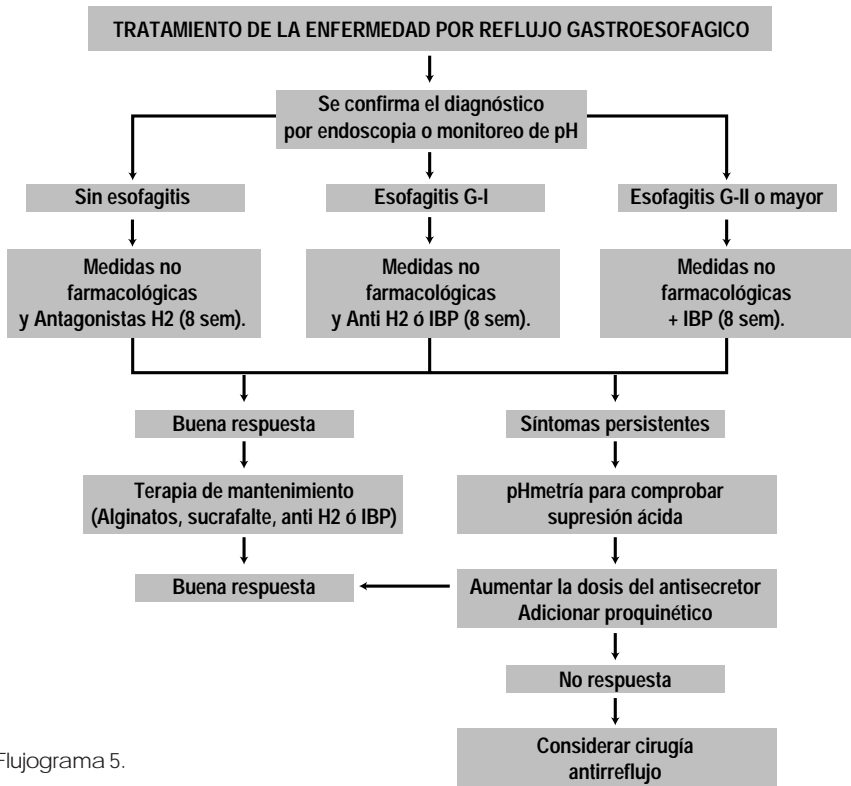 TRATAMIENTO DE LA ENFERMEDAD POR REFLUJO GASTROESOFAGICO
Se confirma el diagnóstico
por endoscopia o monitoreo de pH
Sin esofagitis
Esofagitis G-I
Esofagitis G-II o mayor
Medidas no
farmacológicas
y Antagonistas H2 (8 sem).
Medidas no
farmacológicas
y Anti H2 ó IBP (8 sem).
Medidas no
farmacológicas
+ IBP (8 sem).
Buena respuesta
Síntomas persistentes
Terapia de mantenimiento
(Alginatos, sucrafalte, anti H2 ó IBP)
pHmetría para comprobar
supresión ácida
Buena respuesta
Aumentar la dosis del antisecretor
Adicionar proquinético
No respuesta
Considerar cirugía
antirreflujo
Flujograma 5.